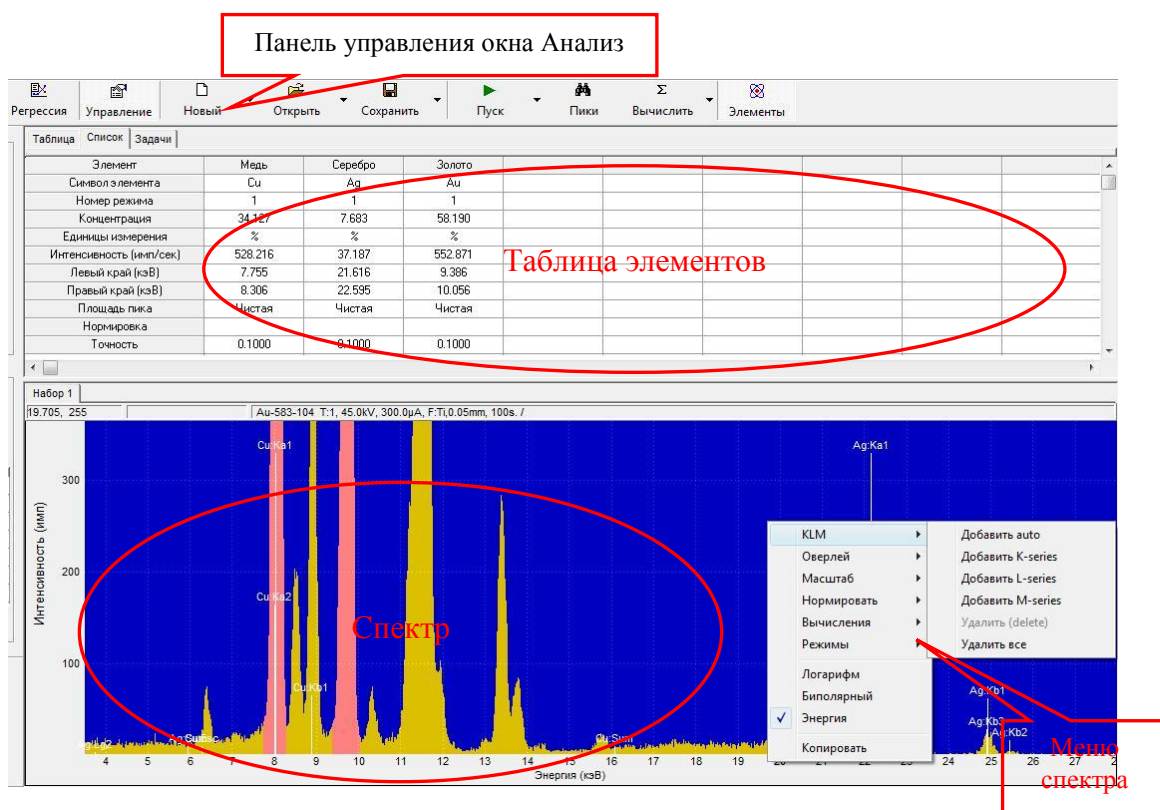 Панель управления окна Анализ
Регрессия Управление Новый Открыть Сохранить Пуск Пики Вычислить Элементы
Таблица Список Задачи
Элемент Медь Серебро Золото
Символ элемента Cu Ag Au
Номер режима 1 1 1
Концентрация 34.127 7.683 58.190
Единицы измерения % % %
Интенсивность (имп/сек) 528.216 37.187 552.871
Таблица элементов
Левый край (кэВ) 7.755 21.616 9.386
Правый край (кэВ) 8.306 22.595 10.056
Площадь пика Чистая Чистая Чистая
Нормировка
Точность 0.1000 0.1000 0.1000
Набор 1
19.705, 255 Au-583-104 T:1, 45.0kV, 300.0µA, F:Ti,0.05mm, 100s. /
Cu:Ka1 Ag:Ka1
300
Интенсивность (имп)
200
Cu:Ka2
Спектр
100
Cu:Kb1
Ag:Kb1
Ag:Kb3
Ag:Kb2
Cu:Sum
KLM
Оверлей
Масштаб
Нормировать
Вычисления
Режимы
Логарифм
Биполярный
Энергия
Копировать
Добавить auto
Добавить K-series
Добавить L-series
Добавить M-series
Удалить (delete)
Удалить все
Меню
спектра
4 5 6 7 8 9 10 11 12 13 14 15 16 17 18 19 20 21 22 23 24 25 26 27
Энергия (кэВ)